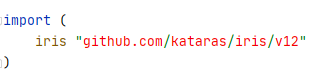 import (
    iris "github.com/kataras/iris/v12"
)